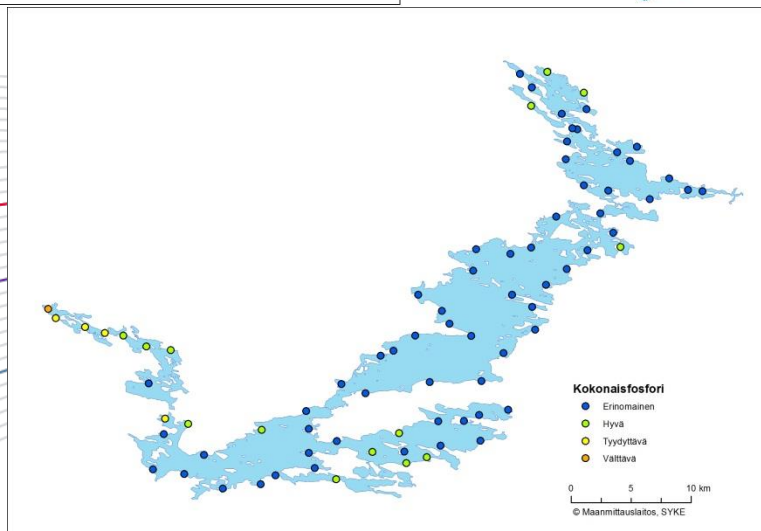 Kokonaisfosfori
Erinomainen
Hyvä
Tyydyttävä
Välttävä
0 5 10 km
© Maanmittauslaitos, SYKE